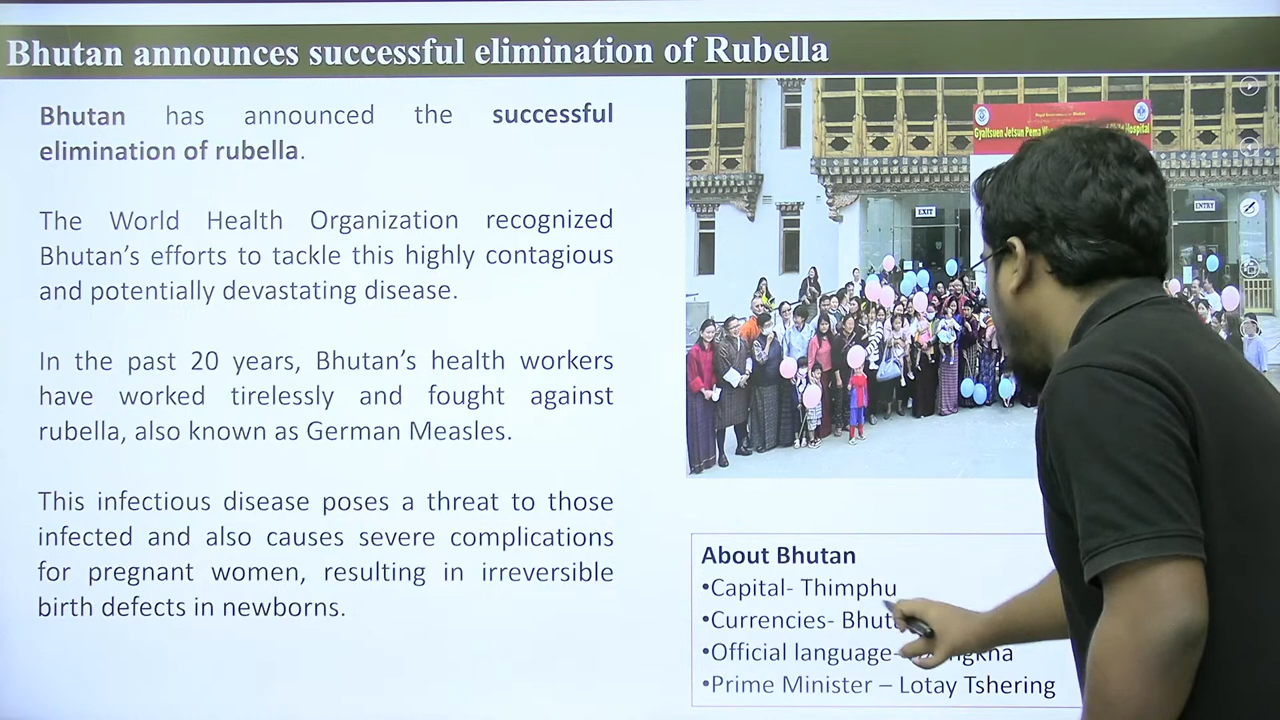 Bhutan announces successful elimination of Rubella
Bhutan has announced the successful
elimination of rubella.
The World Health Organization recognized
Bhutan's efforts to tackle this highly contagious
and potentially devastating disease.
In the past 20 years, Bhutan's health workers
have worked tirelessly and fought against
rubella, also known as German Measles.
This infectious disease poses a threat to those
infected and also causes severe complications
for pregnant women, resulting in irreversible
birth defects in newborns.
Gyaltsuen Jetsun Pema Hospital
EXIT
ENTRY
About Bhutan
•Capital- Thimphu
•Currencies-
•Official language-
•Prime Minister – Lotay Tshering